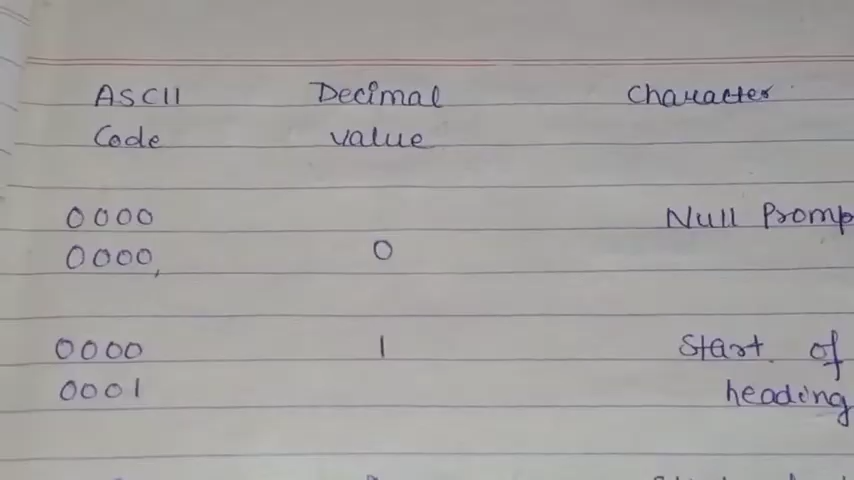 ASCII Decimal Character
Code value
0000 Null Promp
0000, 0
0000 1 Start of
0001 heading